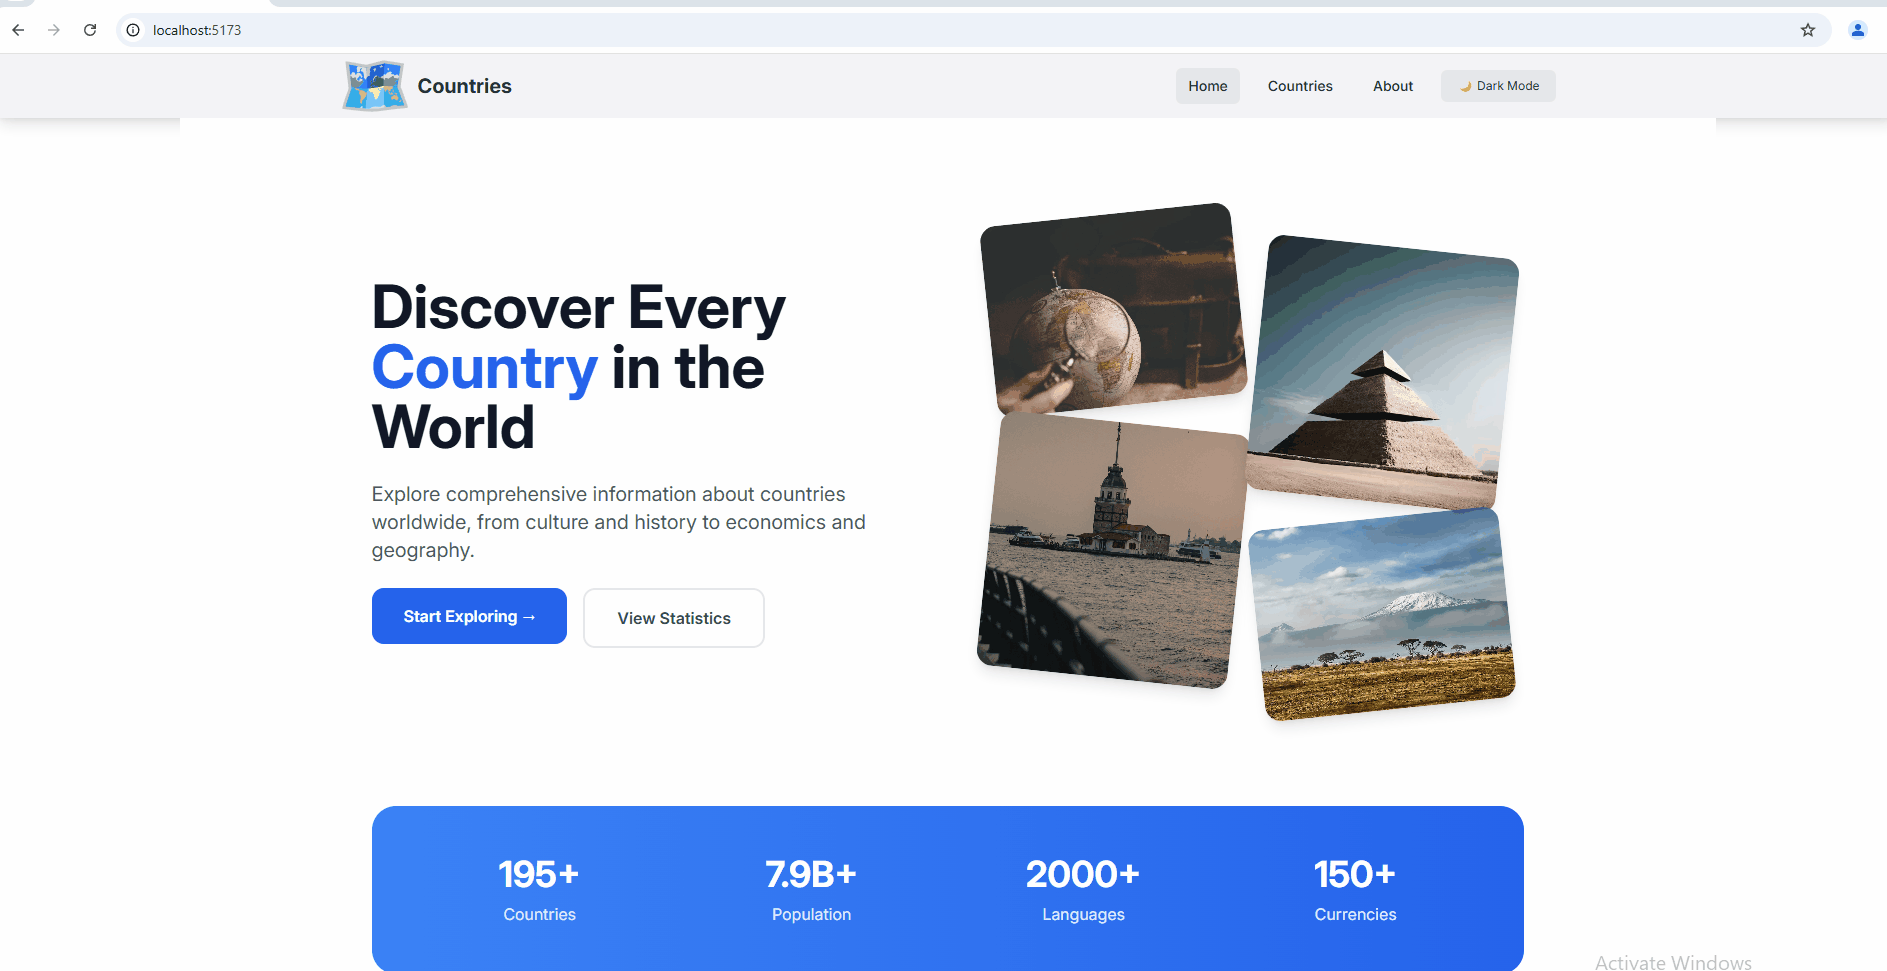 localhost:5173
Countries
Home
Countries
About
🌙 Dark Mode
Discover Every
Country in the
World
Explore comprehensive information about countries
worldwide, from culture and history to economics and
geography.
Start Exploring →
View Statistics
195+
Countries
7.9B+
Population
2000+
Languages
150+
Currencies
Activate Windows